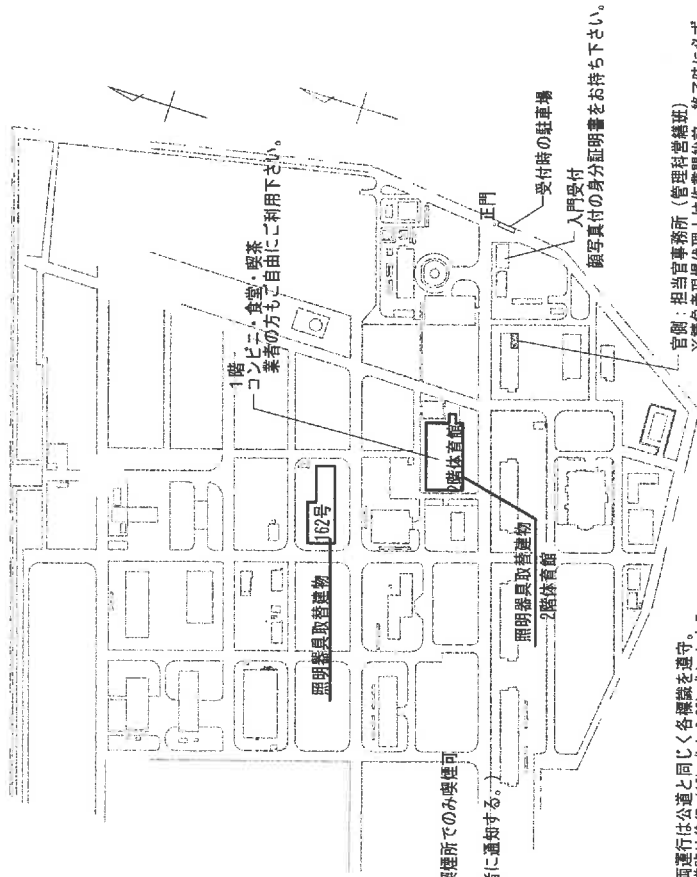 1階
コンビニ・食堂・喫茶
業者の方もご自由にご利用下さい。
正門
受付時の駐車場
入門受付
顔写真付の身分証明書をお持ち下さい。
官側：担当官事務所（管理科営繕班）
162号
照明器具取替建物
2階体育館
照明器具取替建物
2階体育館
煙所でのみ喫煙可
に通知する。）
両運行は公道と同じく各標識を遵守。